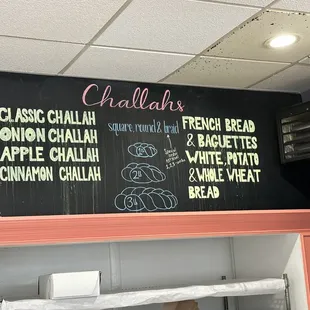 Challahs
square, round & braid
CLASSIC CHALLAH
ONION CHALLAH
APPLE CHALLAH
CINNAMON CHALLAH
FRENCH BREAD
& BAGUETTES
WHITE, POTATO
& WHOLE WHEAT
BREAD